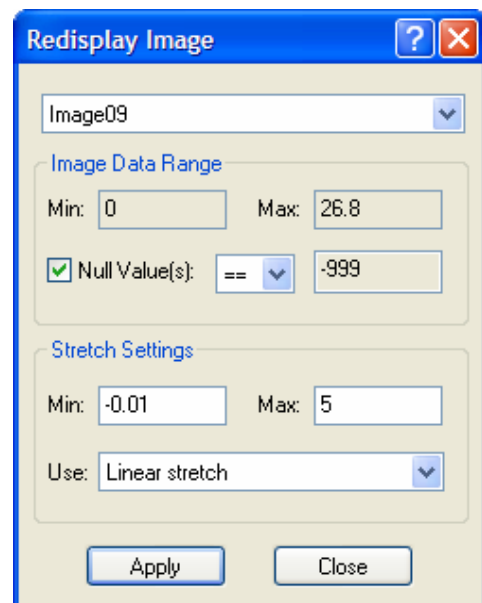 Redisplay Image
Image09
Image Data Range
Min: 0 Max: 26.8
Null Value(s): == -999
Stretch Settings
Min: -0.01 Max: 5
Use: Linear stretch
Apply Close